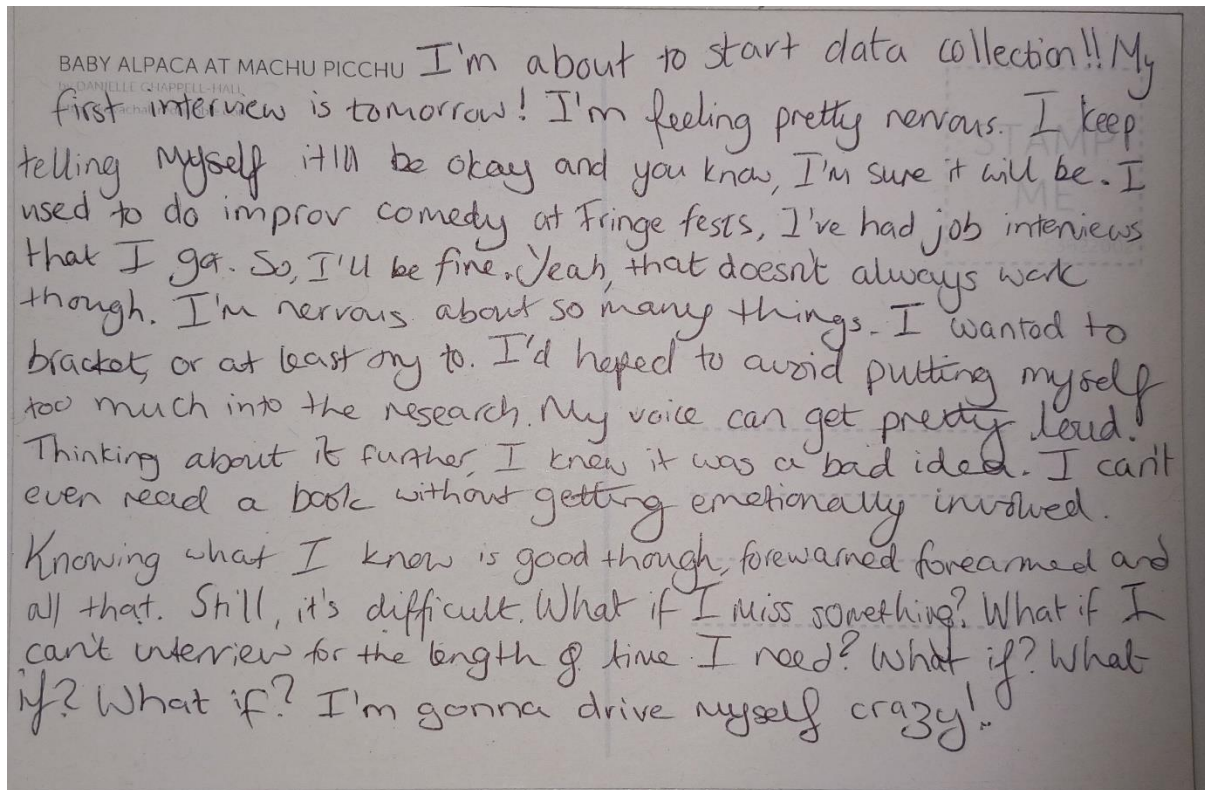 BABY ALPACA AT MACHU PICCHU I'm about to start data collection!! My
by DANIELLE CHAPPELL-HALL
first interview is tomorrow! I'm feeling pretty nervous. I keep
STAMP
telling myself it'll be okay and you know, I'm sure it will be. I
ME
used to do improv comedy at Fringe fests, I've had job interviews
that I got. So, I'll be fine. Yeah, that doesn't always work
though. I'm nervous about so many things. I wanted to
bracket, or at least try to. I'd hoped to avoid putting myself
too much into the research. My voice can get pretty loud.
Thinking about it further, I knew it was a bad idea. I can't
even read a book without getting emotionally involved.
Knowing what I know is good though, forewarned forearmed and
all that. Still, it's difficult. What if I miss something? What if I
can't interview for the length of time I need? What if? What
if? What if? I'm gonna drive myself crazy!!